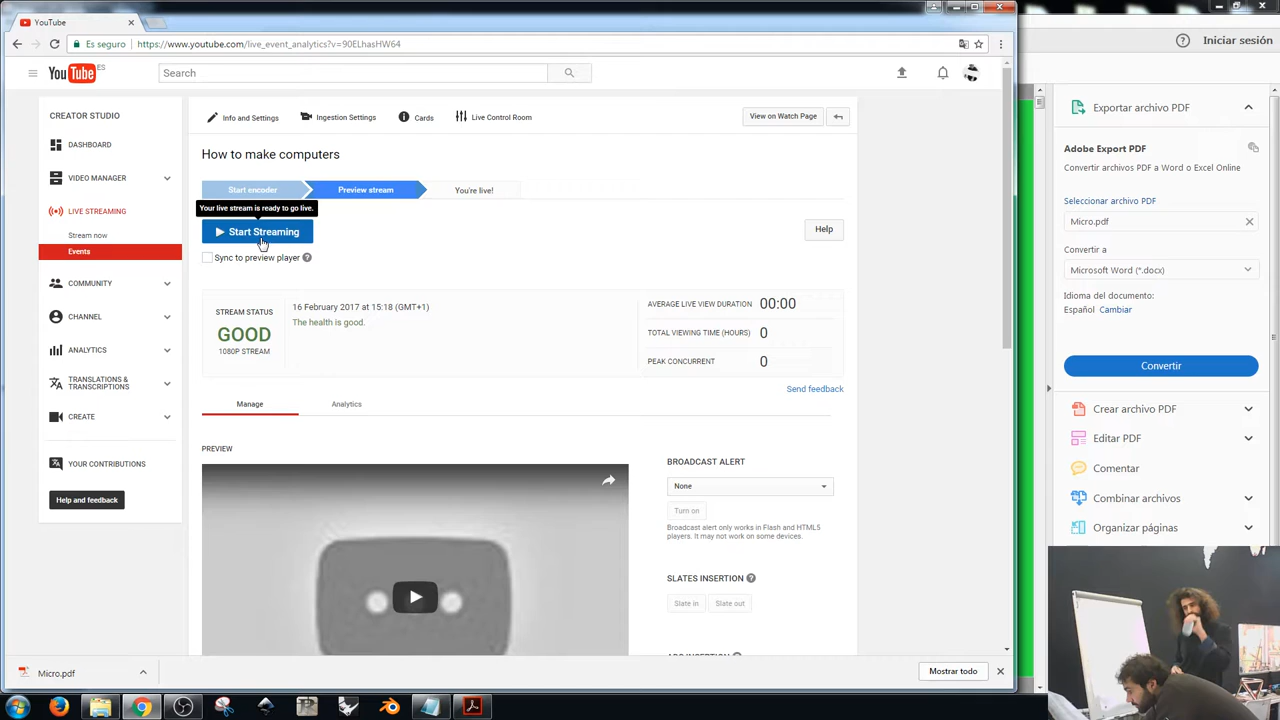 YouTube
Iniciar sesión
Es seguro
https://www.youtube.com/live_event_analytics?v=90ELhasHW64
YouTube ES
Search
CREATOR STUDIO
DASHBOARD
VIDEO MANAGER
LIVE STREAMING
Stream now
Events
COMMUNITY
CHANNEL
ANALYTICS
TRANSLATIONS &
TRANSCRIPTIONS
CREATE
YOUR CONTRIBUTIONS
Help and feedback
Info and Settings
Ingestion Settings
Cards
Live Control Room
View on Watch Page
How to make computers
Start encoder
Preview stream
You're live!
Your live stream is ready to go live.
Start Streaming
Help
Sync to preview player ?
STREAM STATUS
GOOD
1080P STREAM
16 February 2017 at 15:18 (GMT+1)
The health is good.
AVERAGE LIVE VIEW DURATION 00:00
TOTAL VIEWING TIME (HOURS) 0
PEAK CONCURRENT 0
Send feedback
Manage
Analytics
PREVIEW
BROADCAST ALERT
None
Turn on
Broadcast alert only works in Flash and HTML5
players. It may not work on some devices.
SLATES INSERTION ?
Slate in
Slate out
Exportar archivo PDF
Adobe Export PDF
Convertir archivos PDF a Word o Excel Online
Seleccionar archivo PDF
Micro.pdf
Convertir a
Microsoft Word (*.docx)
Idioma del documento:
Español Cambiar
Convertir
Crear archivo PDF
Editar PDF
Comentar
Combinar archivos
Organizar páginas
Micro.pdf
Mostrar todo